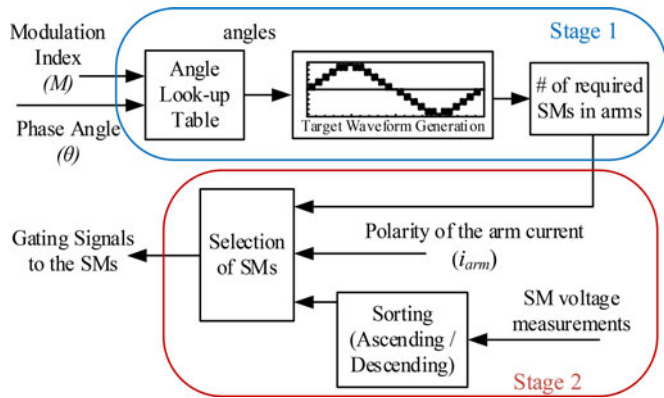 Modulation
Index
(M)
Phase Angle
(θ)
angles
Stage 1
Angle
Look-up
Table
Target Waveform Generation
# of required
SMs in arms
Gating Signals
to the SMs
Selection
of SMs
Polarity of the arm current
(iarm)
Sorting
(Ascending /
Descending)
SM voltage
measurements
Stage 2